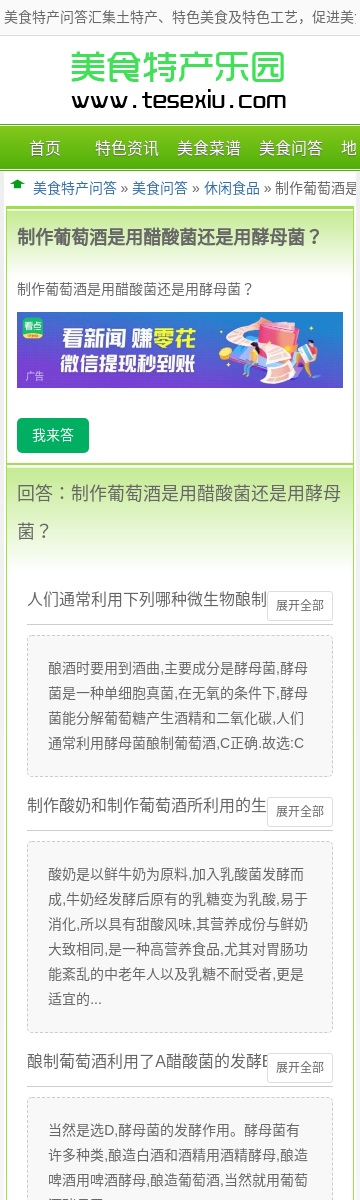 美食特产问答汇集土特产、特色美食及特色工艺，促进美
美食特产乐园
www.tesexiu.com
首页 特色资讯 美食菜谱 美食问答 地
美食特产问答 » 美食问答 » 休闲食品 » 制作葡萄酒是
制作葡萄酒是用醋酸菌还是用酵母菌？
制作葡萄酒是用醋酸菌还是用酵母菌？
看点
看新闻 赚零花
微信提现秒到账
广告
我来答
回答：制作葡萄酒是用醋酸菌还是用酵母
菌？
人们通常利用下列哪种微生物酿制
展开全部
酿酒时要用到酒曲,主要成分是酵母菌,酵母
菌是一种单细胞真菌,在无氧的条件下,酵母
菌能分解葡萄糖产生酒精和二氧化碳,人们
通常利用酵母菌酿制葡萄酒,C正确.故选:C
制作酸奶和制作葡萄酒所利用的生
展开全部
酸奶是以鲜牛奶为原料,加入乳酸菌发酵而
成,牛奶经发酵后原有的乳糖变为乳酸,易于
消化,所以具有甜酸风味,其营养成份与鲜奶
大致相同,是一种高营养食品,尤其对胃肠功
能紊乱的中老年人以及乳糖不耐受者,更是
适宜的...
酿制葡萄酒利用了A醋酸菌的发酵
展开全部
当然是选D,酵母菌的发酵作用。酵母菌有
许多种类,酿造白酒和酒精用酒精酵母,酿造
啤酒用啤酒酵母,酿造葡萄酒,当然就用葡萄